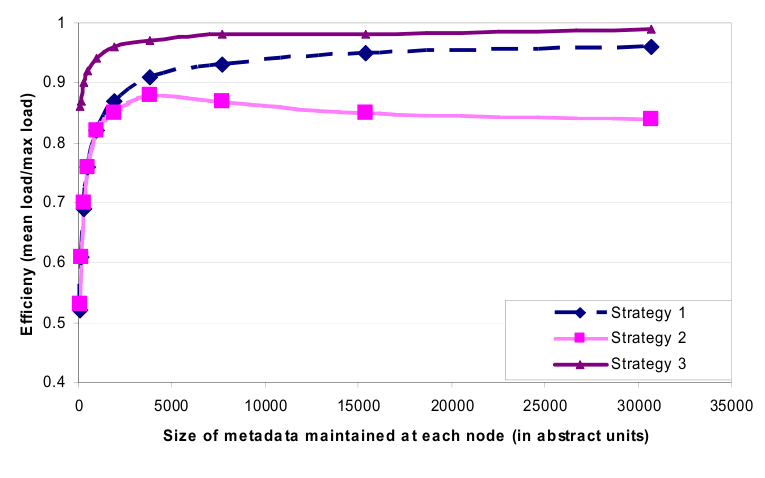 1
0.9
0.8
0.7
0.6
0.5
0.4
Efficieny (mean load/max load)
0 5000 10000 15000 20000 25000 30000 35000
Size of metadata maintained at each node (in abstract units)
Strategy 1
Strategy 2
Strategy 3